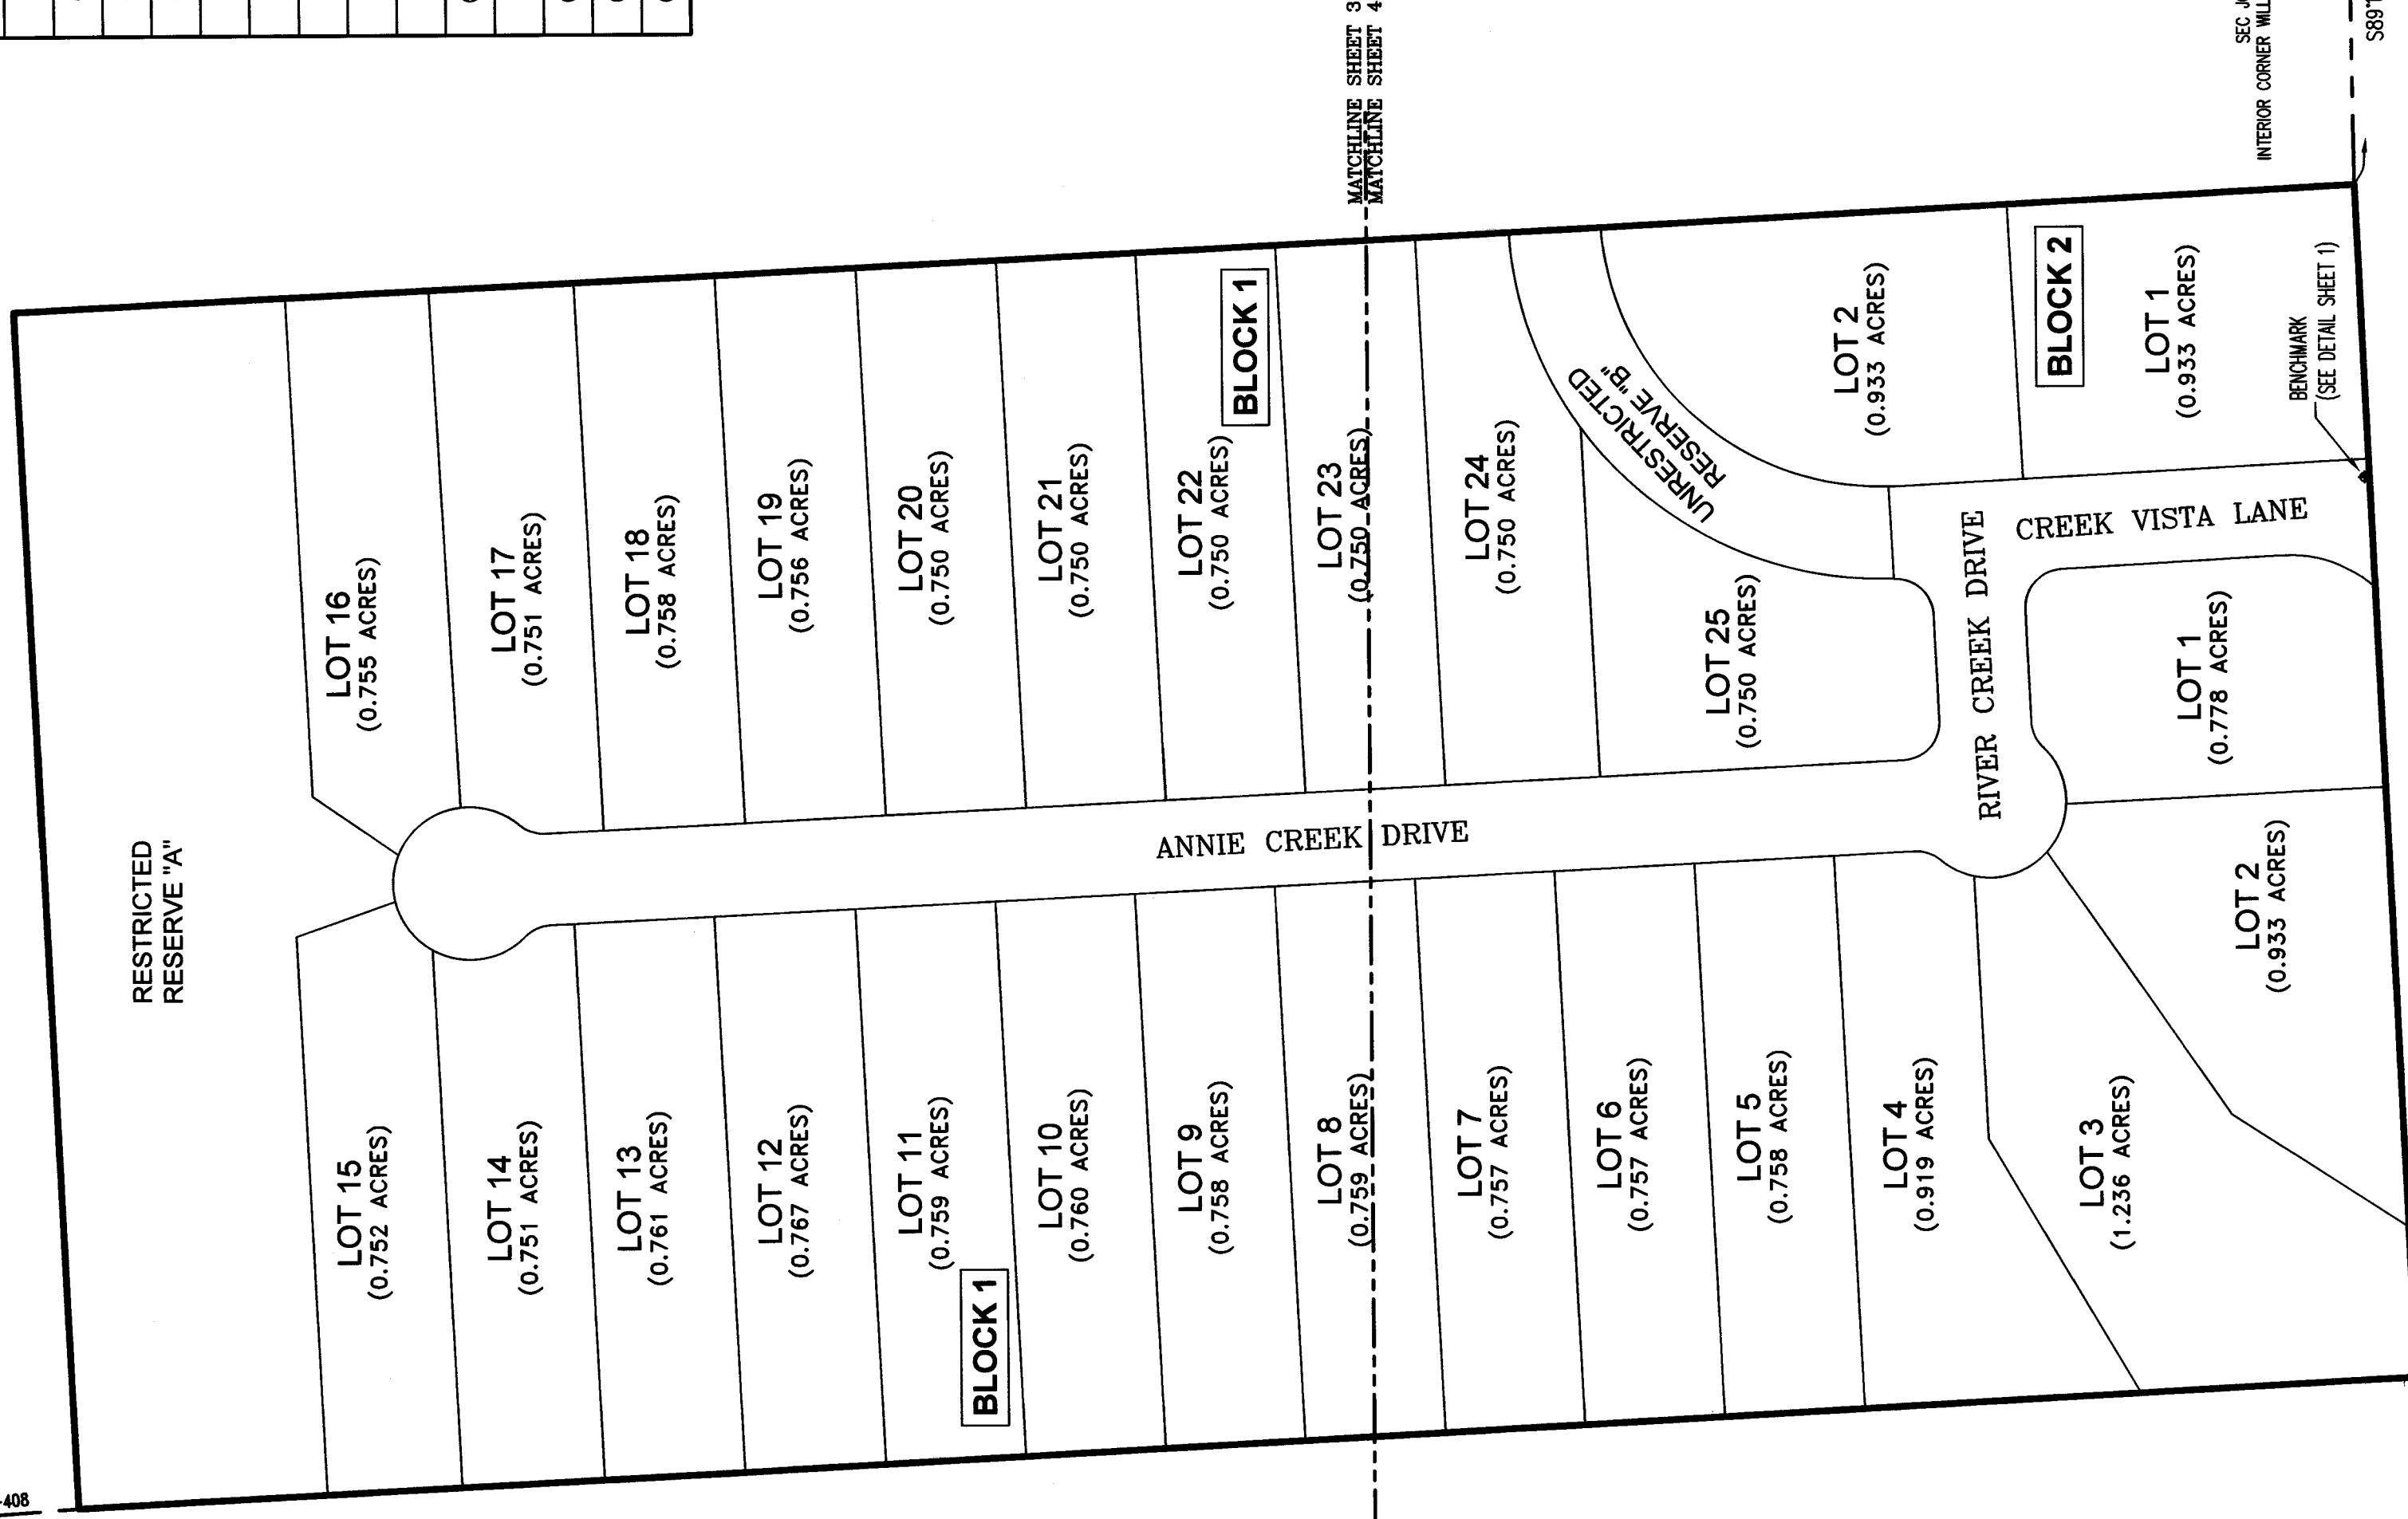 MATCHLINE SHEET 3
MATCHLINE SHEET 4
INTERIOR CORNER
-408
RESTRICTED
RESERVE "A"
LOT 16
(0.755 ACRES)
LOT 17
(0.751 ACRES)
LOT 18
(0.758 ACRES)
LOT 19
(0.756 ACRES)
LOT 20
(0.750 ACRES)
LOT 21
(0.750 ACRES)
LOT 22
(0.750 ACRES)
BLOCK 1
LOT 23
(0.750 ACRES)
LOT 24
(0.750 ACRES)
UNRESTRICTED
RESERVE "B"
LOT 25
(0.750 ACRES)
LOT 2
(0.933 ACRES)
BLOCK 2
LOT 1
(0.933 ACRES)
BENCHMARK
(SEE DETAIL SHEET 1)
CREEK VISTA LANE
RIVER CREEK DRIVE
ANNIE CREEK DRIVE
LOT 1
(0.778 ACRES)
LOT 2
(0.933 ACRES)
LOT 3
(1.236 ACRES)
LOT 4
(0.919 ACRES)
LOT 5
(0.758 ACRES)
LOT 6
(0.757 ACRES)
LOT 7
(0.757 ACRES)
LOT 8
(0.759 ACRES)
LOT 9
(0.758 ACRES)
LOT 10
(0.760 ACRES)
BLOCK 1
LOT 11
(0.759 ACRES)
LOT 12
(0.767 ACRES)
LOT 13
(0.761 ACRES)
LOT 14
(0.751 ACRES)
LOT 15
(0.752 ACRES)